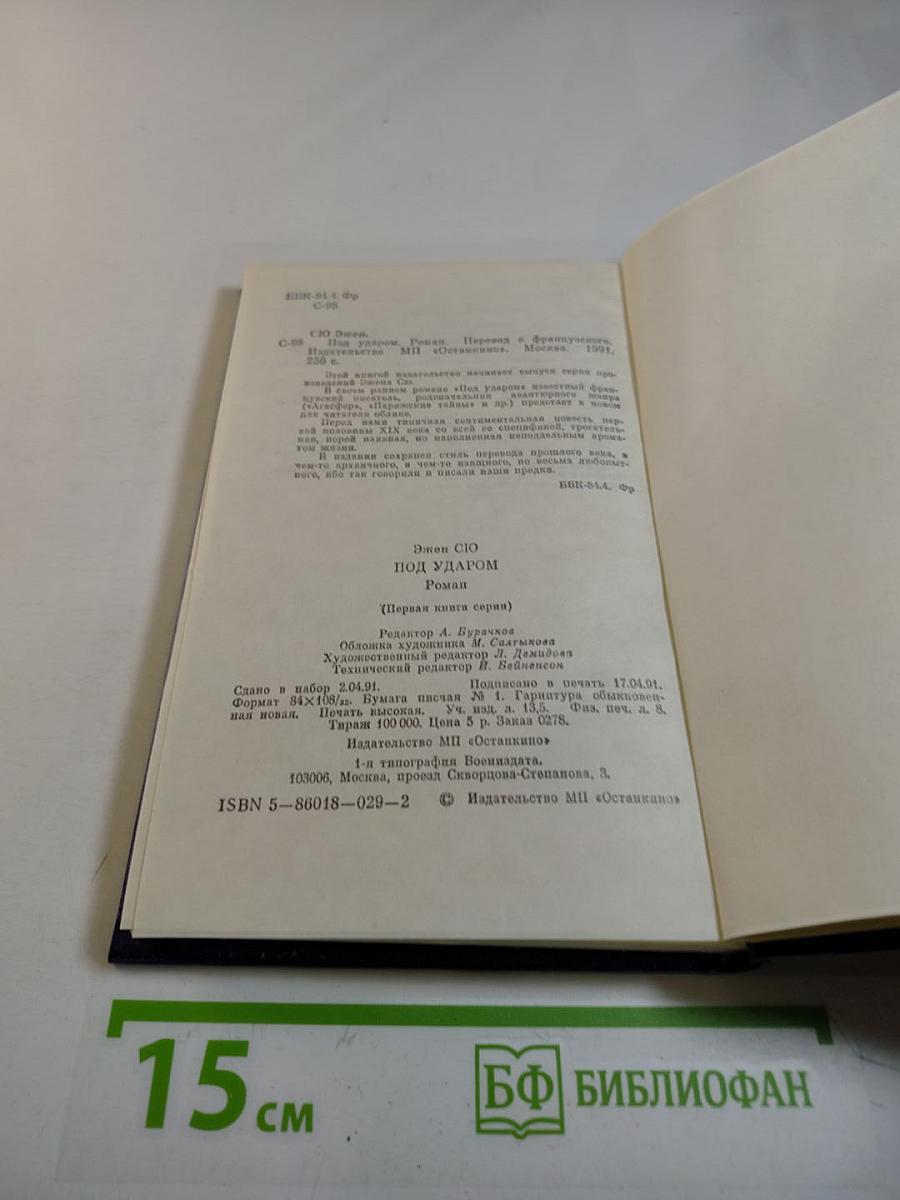 ББК-84.4. Фр
С-98
СЮ Эжен.
С-98 Под ударом. Роман. Перевод с французского.
Издательство МП «Останкино». Москва. 1991.
256 с.
Этой книгой издательство начинает выпуск серии про-
изведений Эжена Сю.
В своем раннем романе «Под ударом» известный фран-
цузский писатель, родоначальник авантюрного жанра
(«Агасфер», «Парижские тайны» и др.) предстает в новом
для читателя облике.
Перед нами типичная сентиментальная повесть пер-
вой половины XIX века со всей ее спецификой, трогатель-
ная, порой наивная, но наполненная неподдельным арома-
том жизни.
В издании сохранен стиль перевода прошлого века, в
чем-то архаичного, в чем-то изящного, но весьма любопыт-
ного, ибо так говорили и писали наши предки.
ББК-84.4. Фр
Эжен СЮ
ПОД УДАРОМ
Роман
(Первая книга серии)
Редактор А. Бурачков
Обложка художника М. Салтыкова
Художественный редактор Л. Демидова
Технический редактор И. Бейненсон
Сдано в набор 2.04.91. Подписано в печать 17.04.91.
Формат 84×108/32. Бумага писчая № 1. Гарнитура обыкновен-
ная новая. Печать высокая. Уч. изд. л. 13,5. Физ. печ. л. 8.
Тираж 100 000. Цена 5 р. Заказ 0278.
Издательство МП «Останкино»
1-я типография Воениздата.
103006, Москва, проезд Скворцова-Степанова, 3.
ISBN 5—86018—029—2 © Издательство МП «Останкино»
15 см
БФ БИБЛИОФАН